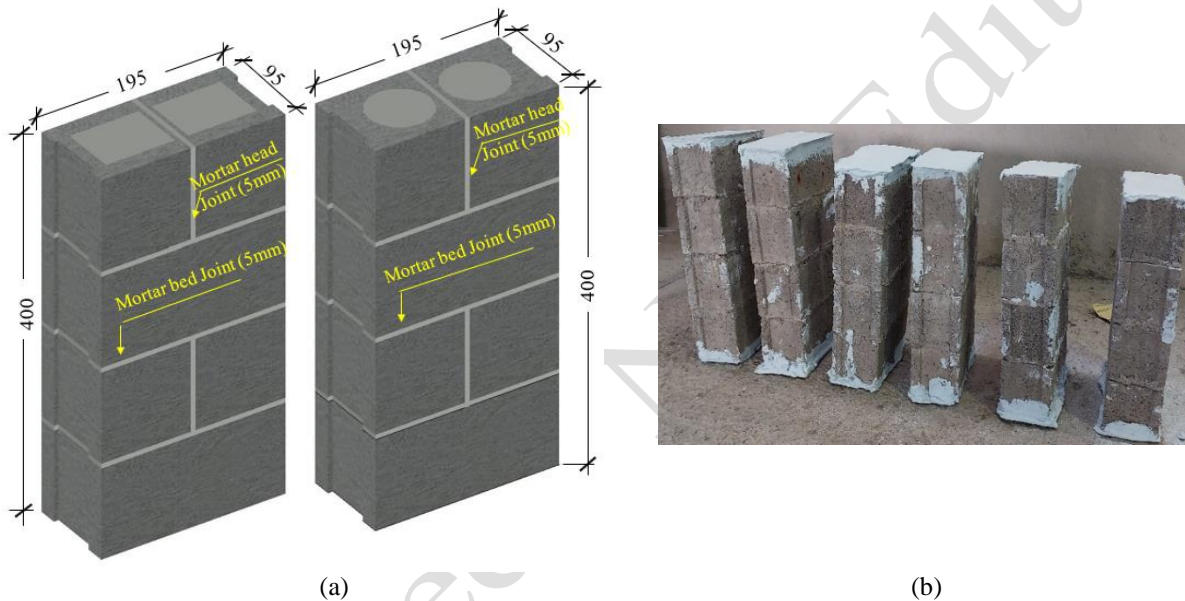 195
95
195
95
Mortar head
Joint (5mm)
Mortar head
Joint (5mm)
Mortar bed Joint (5mm)
Mortar bed Joint (5mm)
400
400
(a)
(b)